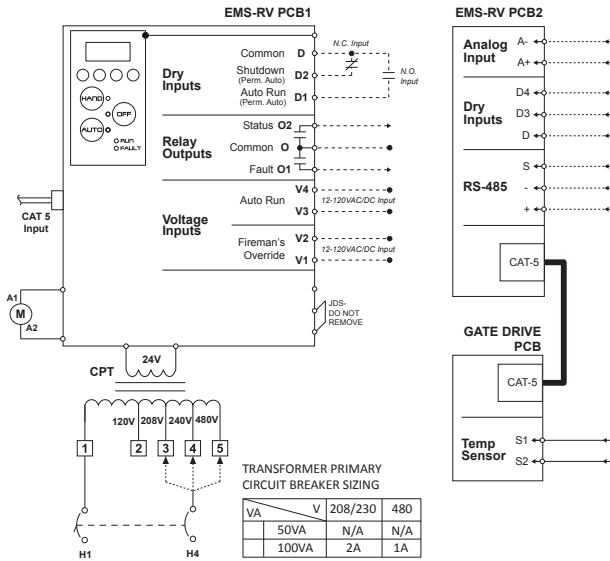 EMS-RV PCB1
HAND
OFF
AUTO
RUN
FAULT
Dry
Inputs
Common D
Shutdown D2
(Perm. Auto)
Auto Run D1
(Perm. Auto)
N.C. Input
N.O.
Input
Relay
Outputs
Status O2
Common O
Fault O1
Voltage
Inputs
Auto Run
V4
V3
12-120VAC/DC Input
Fireman's
Override
V2
V1
12-120VAC/DC Input
CAT 5
Input
A1
M
A2
JDS-
DO NOT
REMOVE
24V
CPT
120V 208V 240V 480V
1 2 3 4 5
H1 H4
TRANSFORMER PRIMARY
CIRCUIT BREAKER SIZING
VA V 208/230 480
50VA N/A N/A
100VA 2A 1A
EMS-RV PCB2
Analog
Input
A-
A+
Dry
Inputs
D4
D3
D
RS-485
S
-
+
CAT-5
GATE DRIVE
PCB
CAT-5
Temp
Sensor
S1
S2